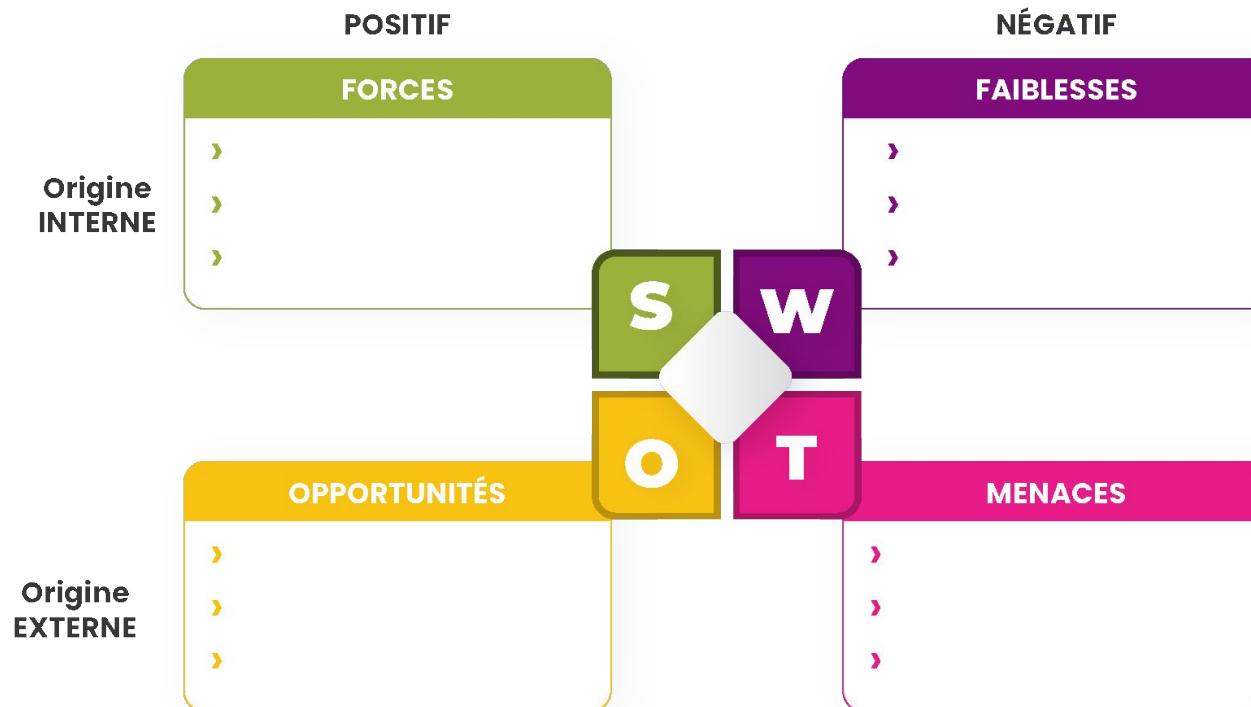 POSITIF
NÉGATIF
FORCES
FAIBLESSES
Origine
INTERNE
S
W
O
T
OPPORTUNITÉS
MENACES
Origine
EXTERNE